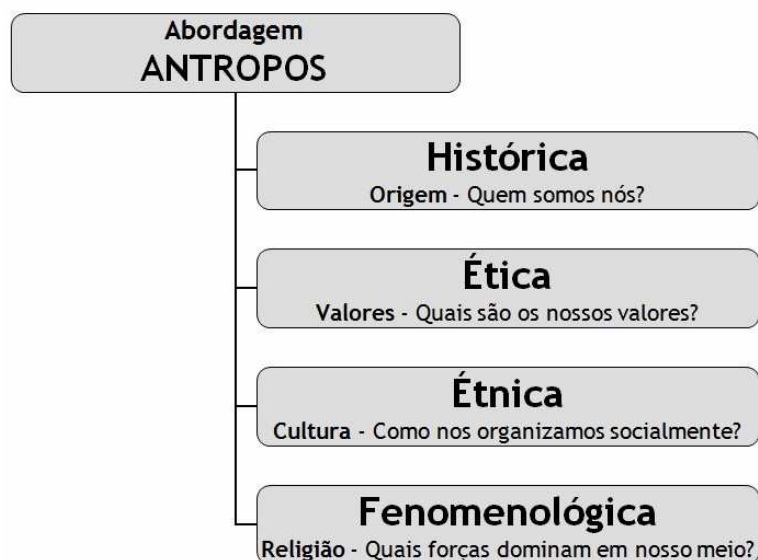 Abordagem
ANTROPOS
Histórica
Origem - Quem somos nós?
Ética
Valores - Quais são os nossos valores?
Étnica
Cultura - Como nos organizamos socialmente?
Fenomenológica
Religião - Quais forças dominam em nosso meio?